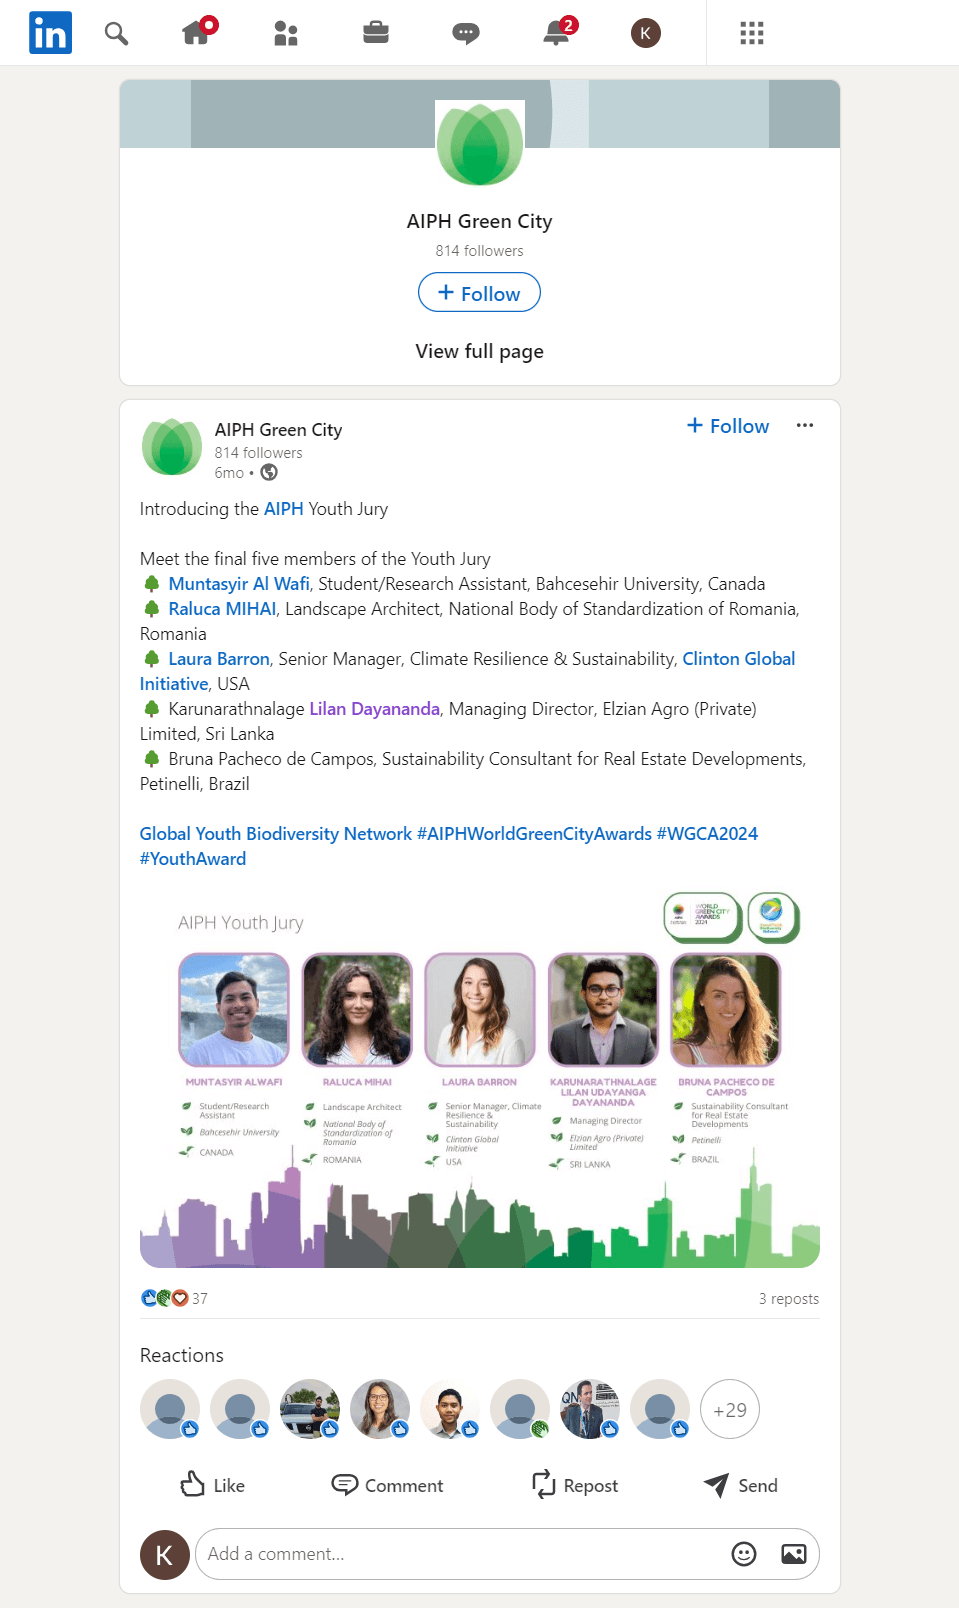 in
2
K
AIPH Green City
814 followers
+ Follow
View full page
AIPH Green City
814 followers
6mo •
+ Follow
Introducing the AIPH Youth Jury
Meet the final five members of the Youth Jury
Muntasyir Al Wafi, Student/Research Assistant, Bahcesehir University, Canada
Raluca MIHAI, Landscape Architect, National Body of Standardization of Romania,
Romania
Laura Barron, Senior Manager, Climate Resilience & Sustainability, Clinton Global
Initiative, USA
Karunarathnalage Lilan Dayananda, Managing Director, Elzian Agro (Private)
Limited, Sri Lanka
Bruna Pacheco de Campos, Sustainability Consultant for Real Estate Developments,
Petinelli, Brazil
Global Youth Biodiversity Network #AIPHWorldGreenCityAwards #WGCA2024
#YouthAward
AIPH Youth Jury
WORLD
GREEN CITY
AWARDS
2024
MUNTASYIR ALWAFI
Student/Research
Assistant
Bahcesehir University
CANADA
RALUCA MIHAI
Landscape Architect
National Body of
Standardization of
Romania
ROMANIA
LAURA BARRON
Senior Manager, Climate
Resilience &
Sustainability
Clinton Global
Initiative
USA
KARUNARATHNALAGE
LILAN UDAYANGA
DAYANANDA
Managing Director
Elzian Agro (Private)
Limited
SRI LANKA
BRUNA PACHECO DE
CAMPOS
Sustainability Consultant
for Real Estate
Developments
Petinelli
BRAZIL
37
3 reposts
Reactions
QN
+29
Like
Comment
Repost
Send
K
Add a comment...